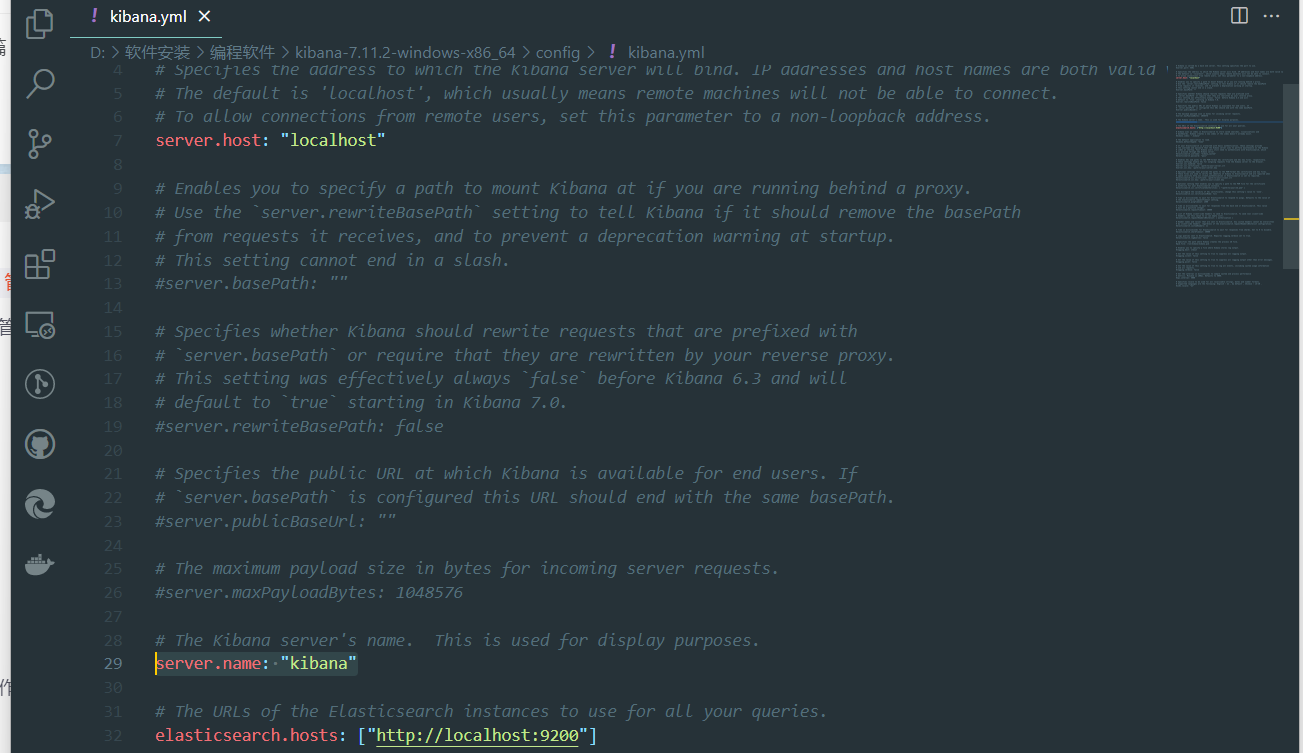 kibana.yml
D: > 软件安装 > 编程软件 > kibana-7.11.2-windows-x86_64 > config > ! kibana.yml
4 # Specifies the address to which the Kibana server will bind. IP addresses and host names are both valid
5 # The default is 'localhost', which usually means remote machines will not be able to connect.
6 # To allow connections from remote users, set this parameter to a non-loopback address.
7 server.host: "localhost"
8
9 # Enables you to specify a path to mount Kibana at if you are running behind a proxy.
10 # Use the `server.rewriteBasePath` setting to tell Kibana if it should remove the basePath
11 # from requests it receives, and to prevent a deprecation warning at startup.
12 # This setting cannot end in a slash.
13 #server.basePath: ""
14
15 # Specifies whether Kibana should rewrite requests that are prefixed with
16 # `server.basePath` or require that they are rewritten by your reverse proxy.
17 # This setting was effectively always `false` before Kibana 6.3 and will
18 # default to `true` starting in Kibana 7.0.
19 #server.rewriteBasePath: false
20
21 # Specifies the public URL at which Kibana is available for end users. If
22 # `server.basePath` is configured this URL should end with the same basePath.
23 #server.publicBaseUrl: ""
24
25 # The maximum payload size in bytes for incoming server requests.
26 #server.maxPayloadBytes: 1048576
27
28 # The Kibana server's name.  This is used for display purposes.
29 server.name: "kibana"
30
31 # The URLs of the Elasticsearch instances to use for all your queries.
32 elasticsearch.hosts: ["http://localhost:9200"]